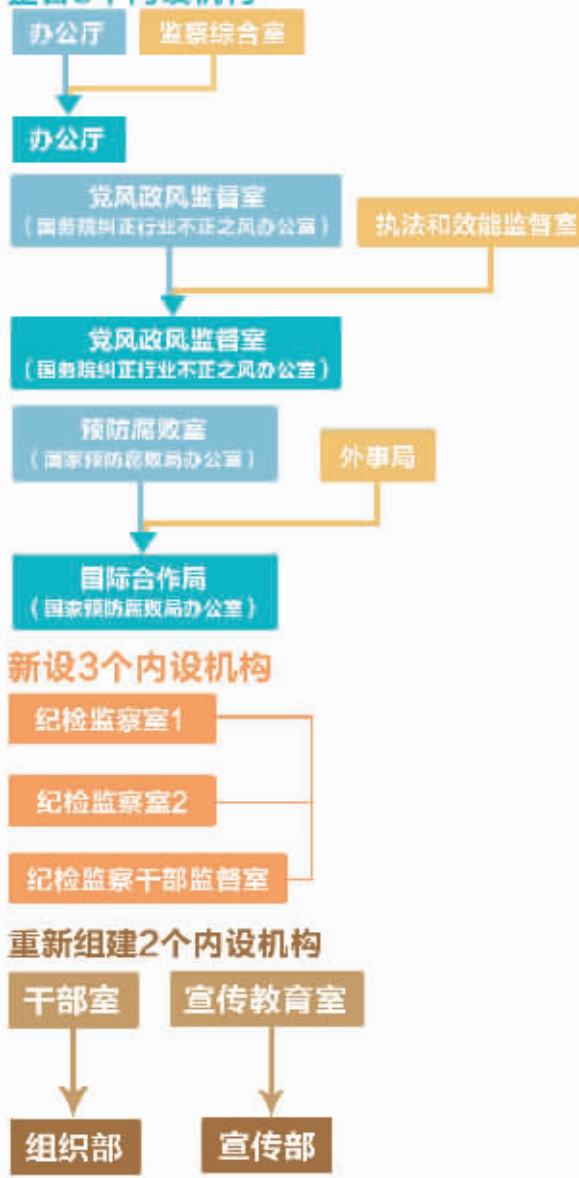 办公厅
监察综合室
办公厅
党风政风监督室
(国务院纠正行业不正之风办公室)
执法和效能监督室
党风政风监督室
(国务院纠正行业不正之风办公室)
预防腐败室
(国家预防腐败局办公室)
外事局
国际合作局
(国家预防腐败局办公室)
新设3个内设机构
纪检监察室1
纪检监察室2
纪检监察干部监督室
重新组建2个内设机构
干部室
宣传教育室
组织部
宣传部